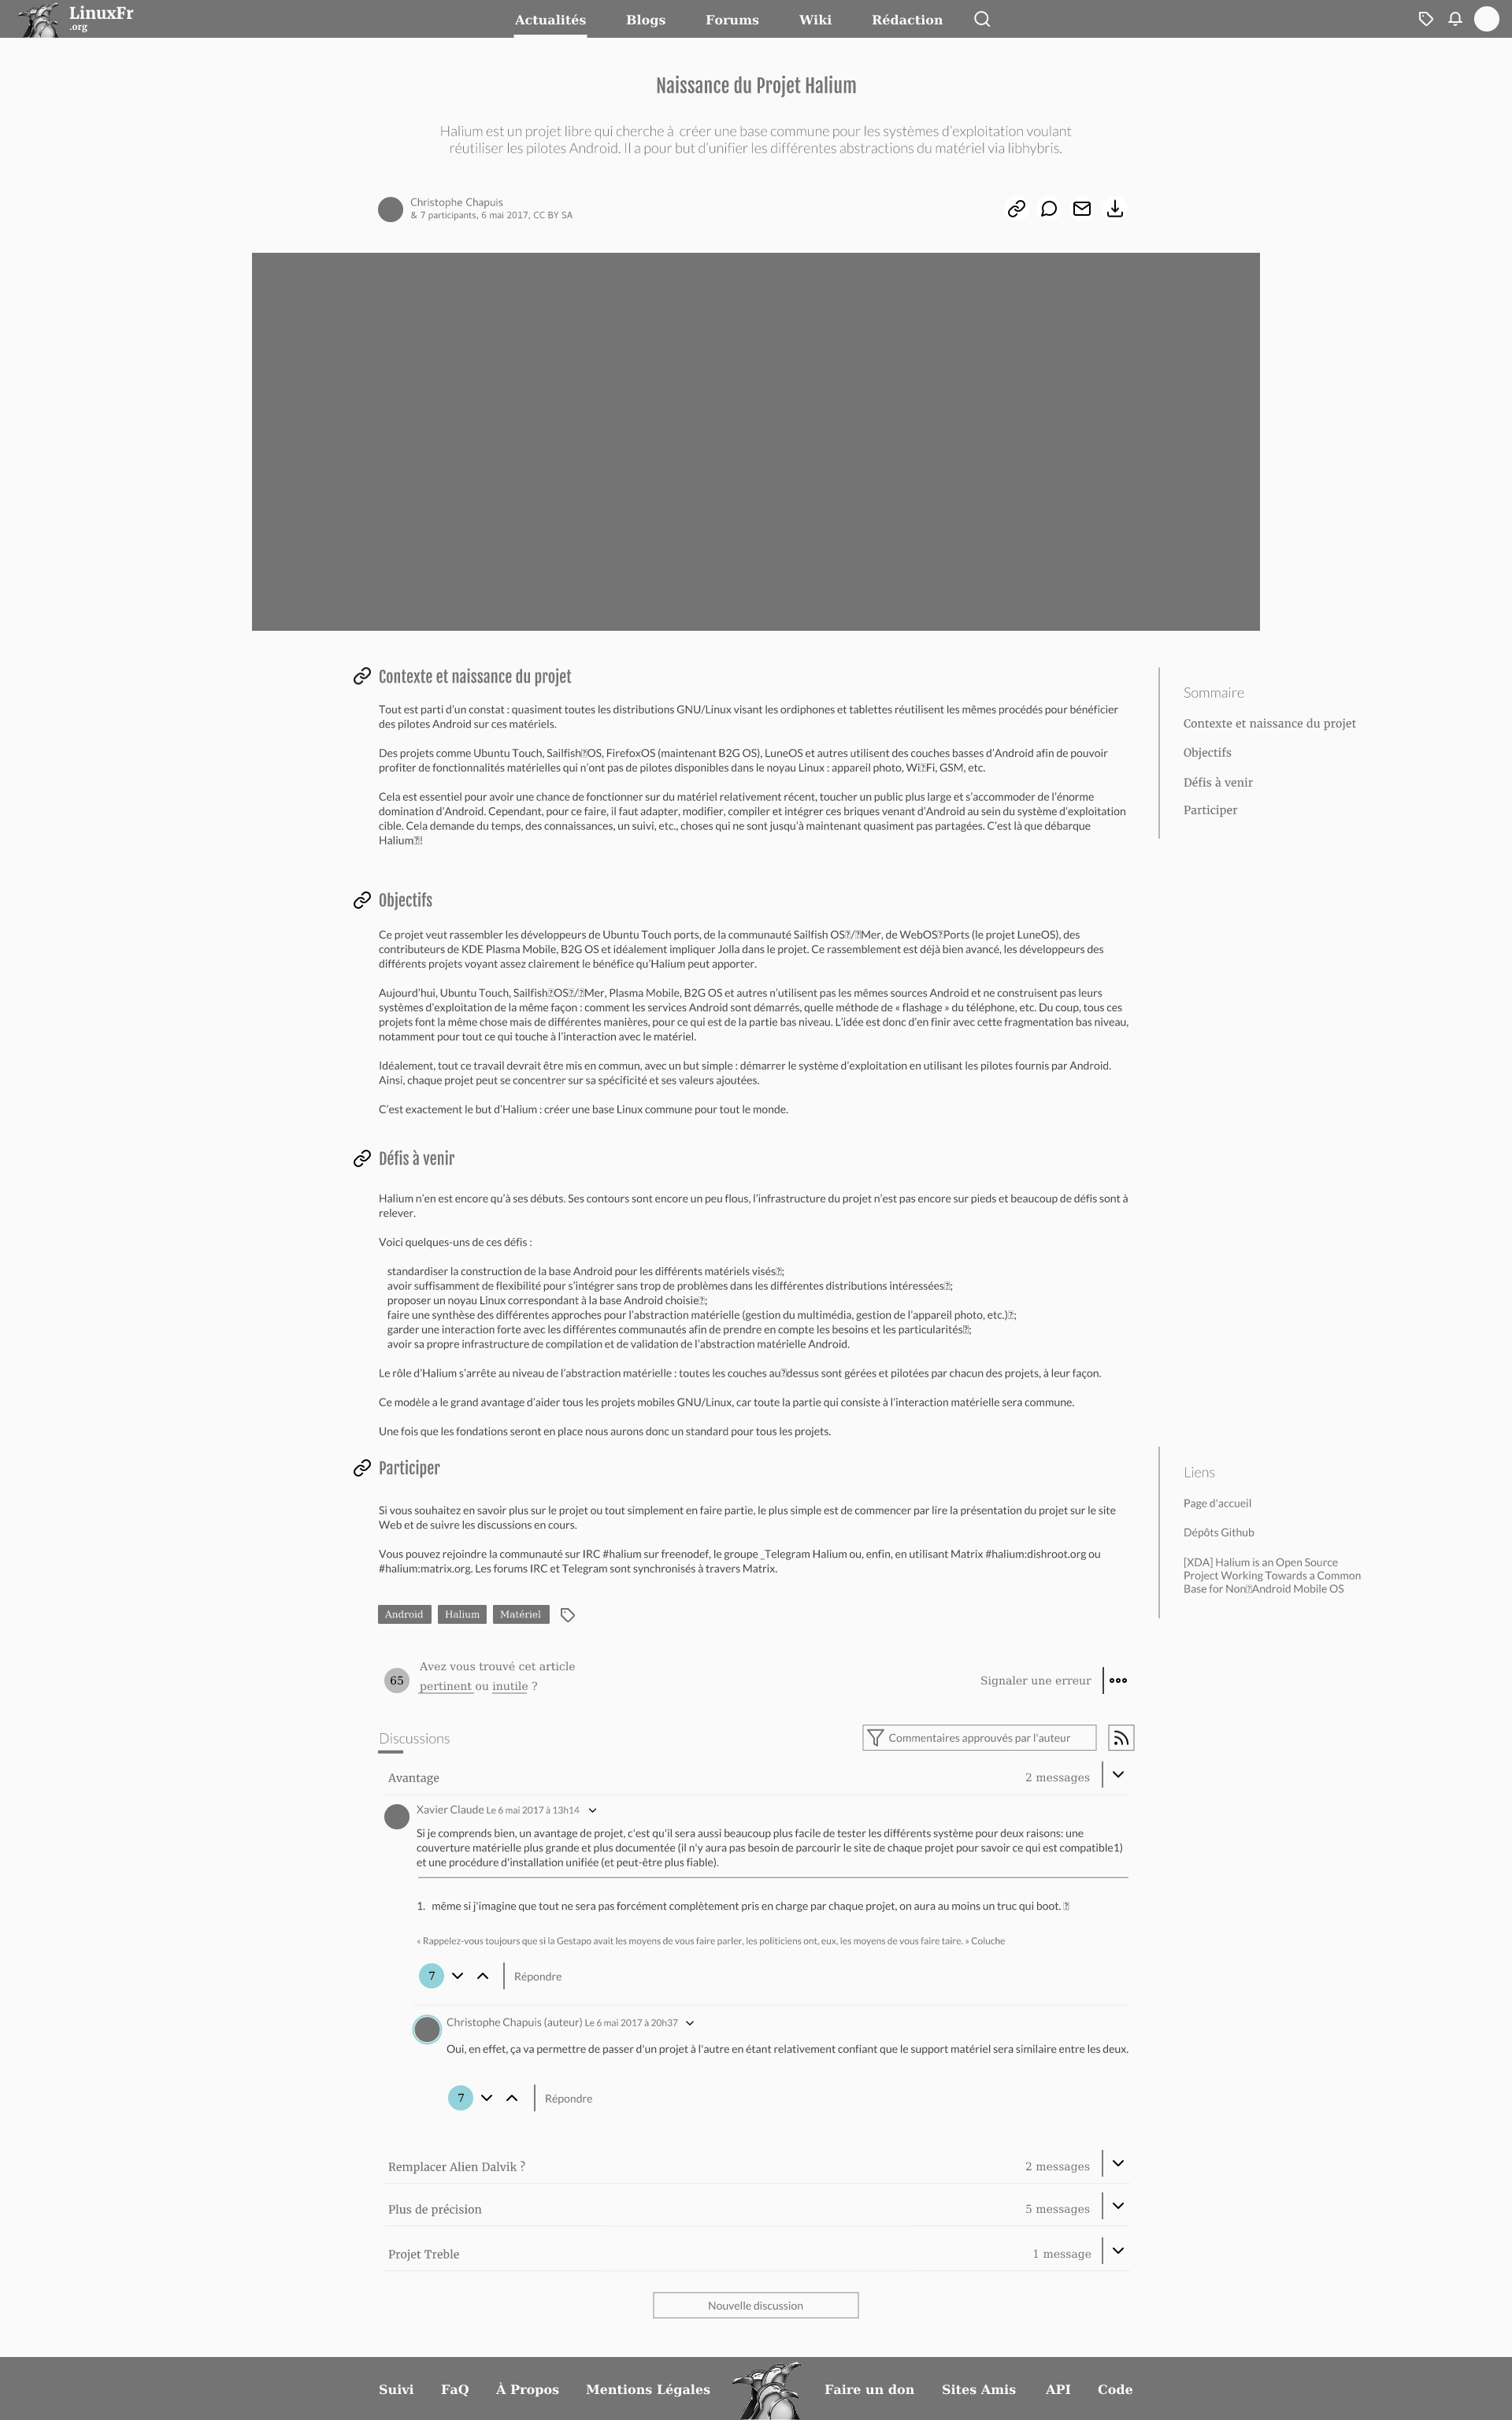 LinuxFr
.org
Actualités Blogs Forums Wiki Rédaction
Naissance du Projet Halium
Halium est un projet libre qui cherche à  créer une base commune pour les systèmes d’exploitation voulant
réutiliser les pilotes Android. Il a pour but d’unifier les différentes abstractions du matériel via libhybris.
Christophe Chapuis
& 7 participants, 6 mai 2017, CC BY SA
Contexte et naissance du projet
Tout est parti d’un constat : quasiment toutes les distributions GNU/Linux visant les ordiphones et tablettes réutilisent les mêmes procédés pour bénéficier
des pilotes Android sur ces matériels.
Des projets comme Ubuntu Touch, Sailfish�OS, FirefoxOS (maintenant B2G OS), LuneOS et autres utilisent des couches basses d’Android afin de pouvoir
profiter de fonctionnalités matérielles qui n’ont pas de pilotes disponibles dans le noyau Linux : appareil photo, Wi�Fi, GSM, etc.
Cela est essentiel pour avoir une chance de fonctionner sur du matériel relativement récent, toucher un public plus large et s’accommoder de l’énorme
domination d’Android. Cependant, pour ce faire, il faut adapter, modifier, compiler et intégrer ces briques venant d’Android au sein du système d’exploitation
cible. Cela demande du temps, des connaissances, un suivi, etc., choses qui ne sont jusqu’à maintenant quasiment pas partagées. C’est là que débarque
Halium�!
Sommaire
Contexte et naissance du projet
Objectifs
Défis à venir
Participer
Objectifs
Ce projet veut rassembler les développeurs de Ubuntu Touch ports, de la communauté Sailfish OS�/�Mer, de WebOS�Ports (le projet LuneOS), des
contributeurs de KDE Plasma Mobile, B2G OS et idéalement impliquer Jolla dans le projet. Ce rassemblement est déjà bien avancé, les développeurs des
différents projets voyant assez clairement le bénéfice qu’Halium peut apporter.
Aujourd’hui, Ubuntu Touch, Sailfish�OS�/�Mer, Plasma Mobile, B2G OS et autres n’utilisent pas les mêmes sources Android et ne construisent pas leurs
systèmes d’exploitation de la même façon : comment les services Android sont démarrés, quelle méthode de « flashage » du téléphone, etc. Du coup, tous ces
projets font la même chose mais de différentes manières, pour ce qui est de la partie bas niveau. L’idée est donc d’en finir avec cette fragmentation bas niveau,
notamment pour tout ce qui touche à l’interaction avec le matériel.
Idéalement, tout ce travail devrait être mis en commun, avec un but simple : démarrer le système d’exploitation en utilisant les pilotes fournis par Android.
Ainsi, chaque projet peut se concentrer sur sa spécificité et ses valeurs ajoutées.
C’est exactement le but d’Halium : créer une base Linux commune pour tout le monde.
Défis à venir
Halium n’en est encore qu’à ses débuts. Ses contours sont encore un peu flous, l’infrastructure du projet n’est pas encore sur pieds et beaucoup de défis sont à
relever.
Voici quelques-uns de ces défis :
standardiser la construction de la base Android pour les différents matériels visés�;
avoir suffisamment de flexibilité pour s’intégrer sans trop de problèmes dans les différentes distributions intéressées�;
proposer un noyau Linux correspondant à la base Android choisie�;
faire une synthèse des différentes approches pour l’abstraction matérielle (gestion du multimédia, gestion de l’appareil photo, etc.)�;
garder une interaction forte avec les différentes communautés afin de prendre en compte les besoins et les particularités�;
avoir sa propre infrastructure de compilation et de validation de l’abstraction matérielle Android.
Le rôle d’Halium s’arrête au niveau de l’abstraction matérielle : toutes les couches au�dessus sont gérées et pilotées par chacun des projets, à leur façon.
Ce modèle a le grand avantage d’aider tous les projets mobiles GNU/Linux, car toute la partie qui consiste à l’interaction matérielle sera commune.
Une fois que les fondations seront en place nous aurons donc un standard pour tous les projets.
Participer
Si vous souhaitez en savoir plus sur le projet ou tout simplement en faire partie, le plus simple est de commencer par lire la présentation du projet sur le site
Web et de suivre les discussions en cours.
Vous pouvez rejoindre la communauté sur IRC #halium sur freenodef, le groupe _Telegram Halium ou, enfin, en utilisant Matrix #halium:dishroot.org ou
#halium:matrix.org. Les forums IRC et Telegram sont synchronisés à travers Matrix.
Liens
Page d'accueil
Dépôts Github
[XDA] Halium is an Open Source
Project Working Towards a Common
Base for Non�Android Mobile OS
Android Halium Matériel
65
Avez vous trouvé cet article
pertinent ou inutile ?
Signaler une erreur
Discussions
Commentaires approuvés par l'auteur
Avantage 2 messages
Xavier Claude Le 6 mai 2017 à 13h14
Si je comprends bien, un avantage de projet, c'est qu'il sera aussi beaucoup plus facile de tester les différents système pour deux raisons: une
couverture matérielle plus grande et plus documentée (il n'y aura pas besoin de parcourir le site de chaque projet pour savoir ce qui est compatible1)
et une procédure d'installation unifiée (et peut-être plus fiable).
1. même si j'imagine que tout ne sera pas forcément complètement pris en charge par chaque projet, on aura au moins un truc qui boot. �
« Rappelez-vous toujours que si la Gestapo avait les moyens de vous faire parler, les politiciens ont, eux, les moyens de vous faire taire. » Coluche
7 Répondre
Christophe Chapuis (auteur) Le 6 mai 2017 à 20h37
Oui, en effet, ça va permettre de passer d'un projet à l'autre en étant relativement confiant que le support matériel sera similaire entre les deux.
7 Répondre
Remplacer Alien Dalvik ? 2 messages
Plus de précision 5 messages
Projet Treble 1 message
Nouvelle discussion
Suivi FaQ À Propos Mentions Légales Faire un don Sites Amis API Code